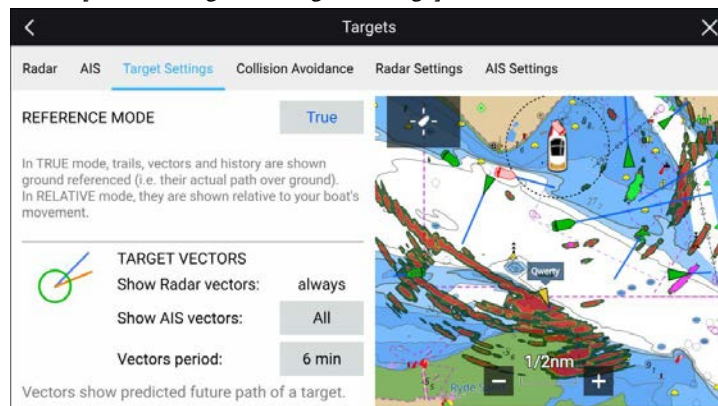 Targets
Radar AIS Target Settings Collision Avoidance Radar Settings AIS Settings
REFERENCE MODE True
In TRUE mode, trails, vectors and history are shown
ground referenced (i.e. their actual path over ground).
In RELATIVE mode, they are shown relative to your boat's
movement.
TARGET VECTORS
Show Radar vectors: always
Show AIS vectors: All
Vectors period: 6 min
Vectors show predicted future path of a target.
Qwerty
1/2nm
Ryde